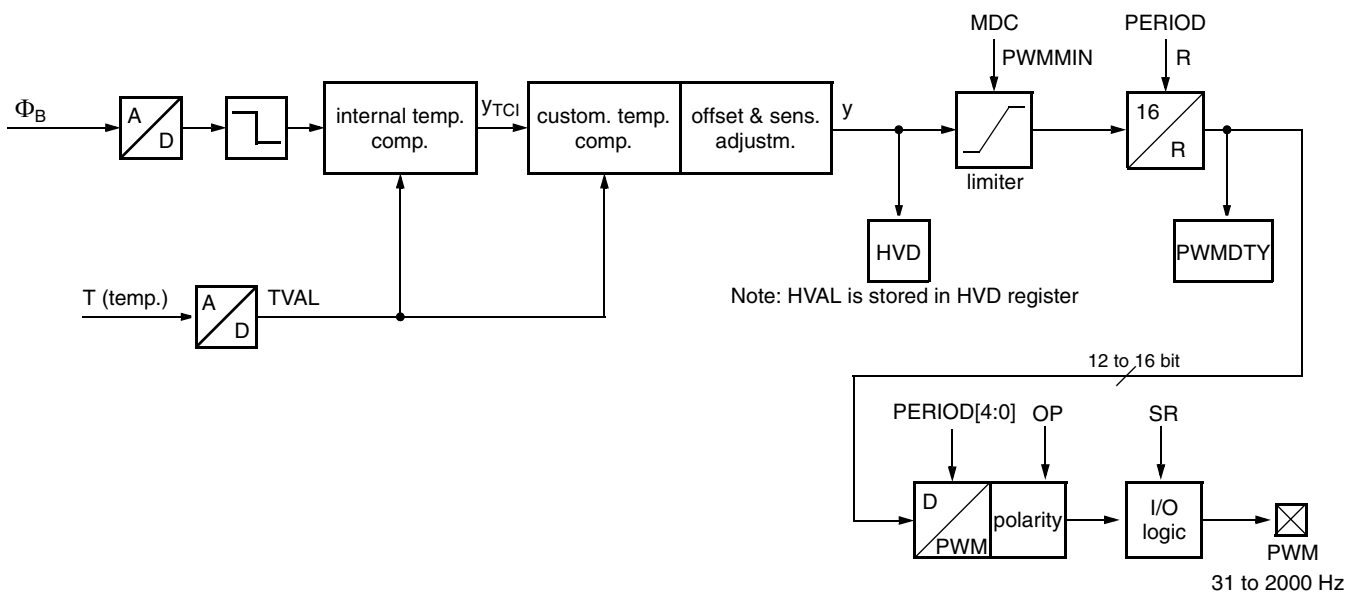 MDC
PERIOD
PWMMIN
R
Φ_B
A
D
internal temp.
comp.
y_TCI
custom. temp.
comp.
offset & sens.
adjustm.
y
limiter
16
R
HVD
PWMDTY
Note: HVAL is stored in HVD register
T (temp.)
A
D
TVAL
12 to 16 bit
PERIOD[4:0]
OP
SR
D
PWM
polarity
I/O
logic
PWM
31 to 2000 Hz